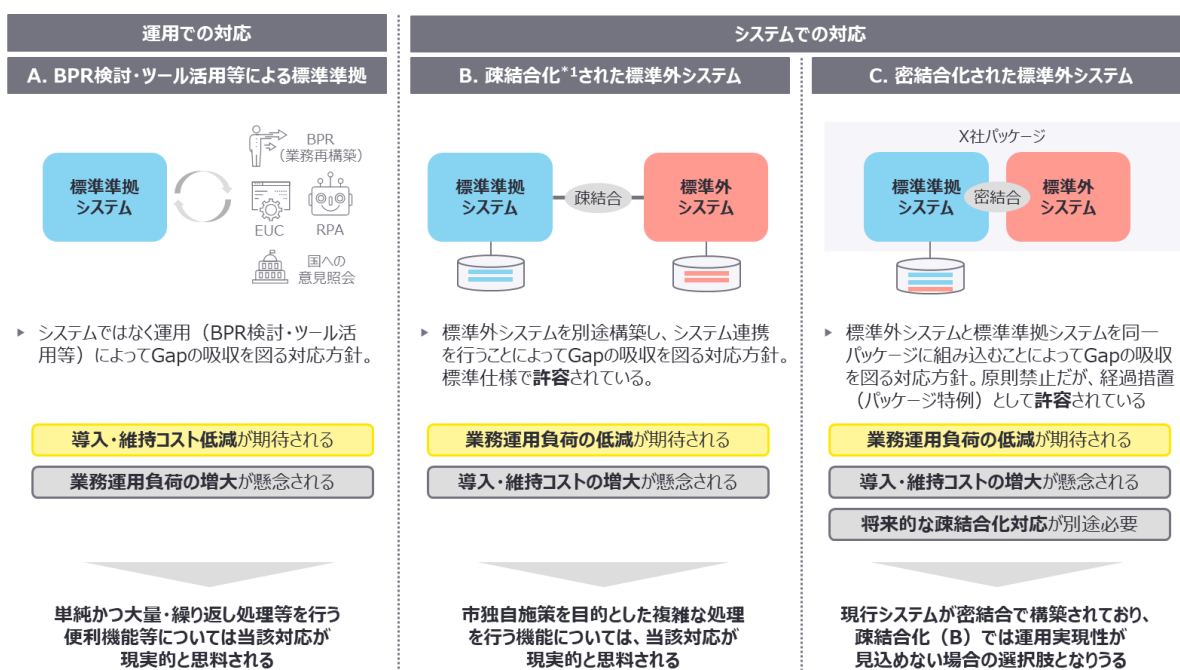 運用での対応
システムでの対応
A. BPR検討・ツール活用等による標準準拠
B. 疎結合化*1された標準外システム
C. 密結合化された標準外システム
標準準拠
システム
BPR
(業務再構築)
EUC
RPA
国への
意見照会
標準準拠
システム
疎結合
標準外
システム
X社パッケージ
標準準拠
システム
密結合
標準外
システム
▶ システムではなく運用（BPR検討・ツール活
用等）によってGapの吸収を図る対応方針。
▶ 標準外システムを別途構築し、システム連携
を行うことによってGapの吸収を図る対応方針。
標準仕様で許容されている。
▶ 標準外システムと標準準拠システムを同一
パッケージに組み込むことによってGapの吸収
を図る対応方針。原則禁止だが、経過措置
（パッケージ特例）として許容されている
導入・維持コスト低減が期待される
業務運用負荷の増大が懸念される
業務運用負荷の低減が期待される
導入・維持コストの増大が懸念される
業務運用負荷の低減が期待される
導入・維持コストの増大が懸念される
将来的な疎結合化対応が別途必要
単純かつ大量・繰り返し処理等を行う
便利機能等については当該対応が
現実的と思料される
市独自施策を目的とした複雑な処理
を行う機能については、当該対応が
現実的と思料される
現行システムが密結合で構築されており、
疎結合化（B）では運用実現性が
見込めない場合の選択肢となりうる